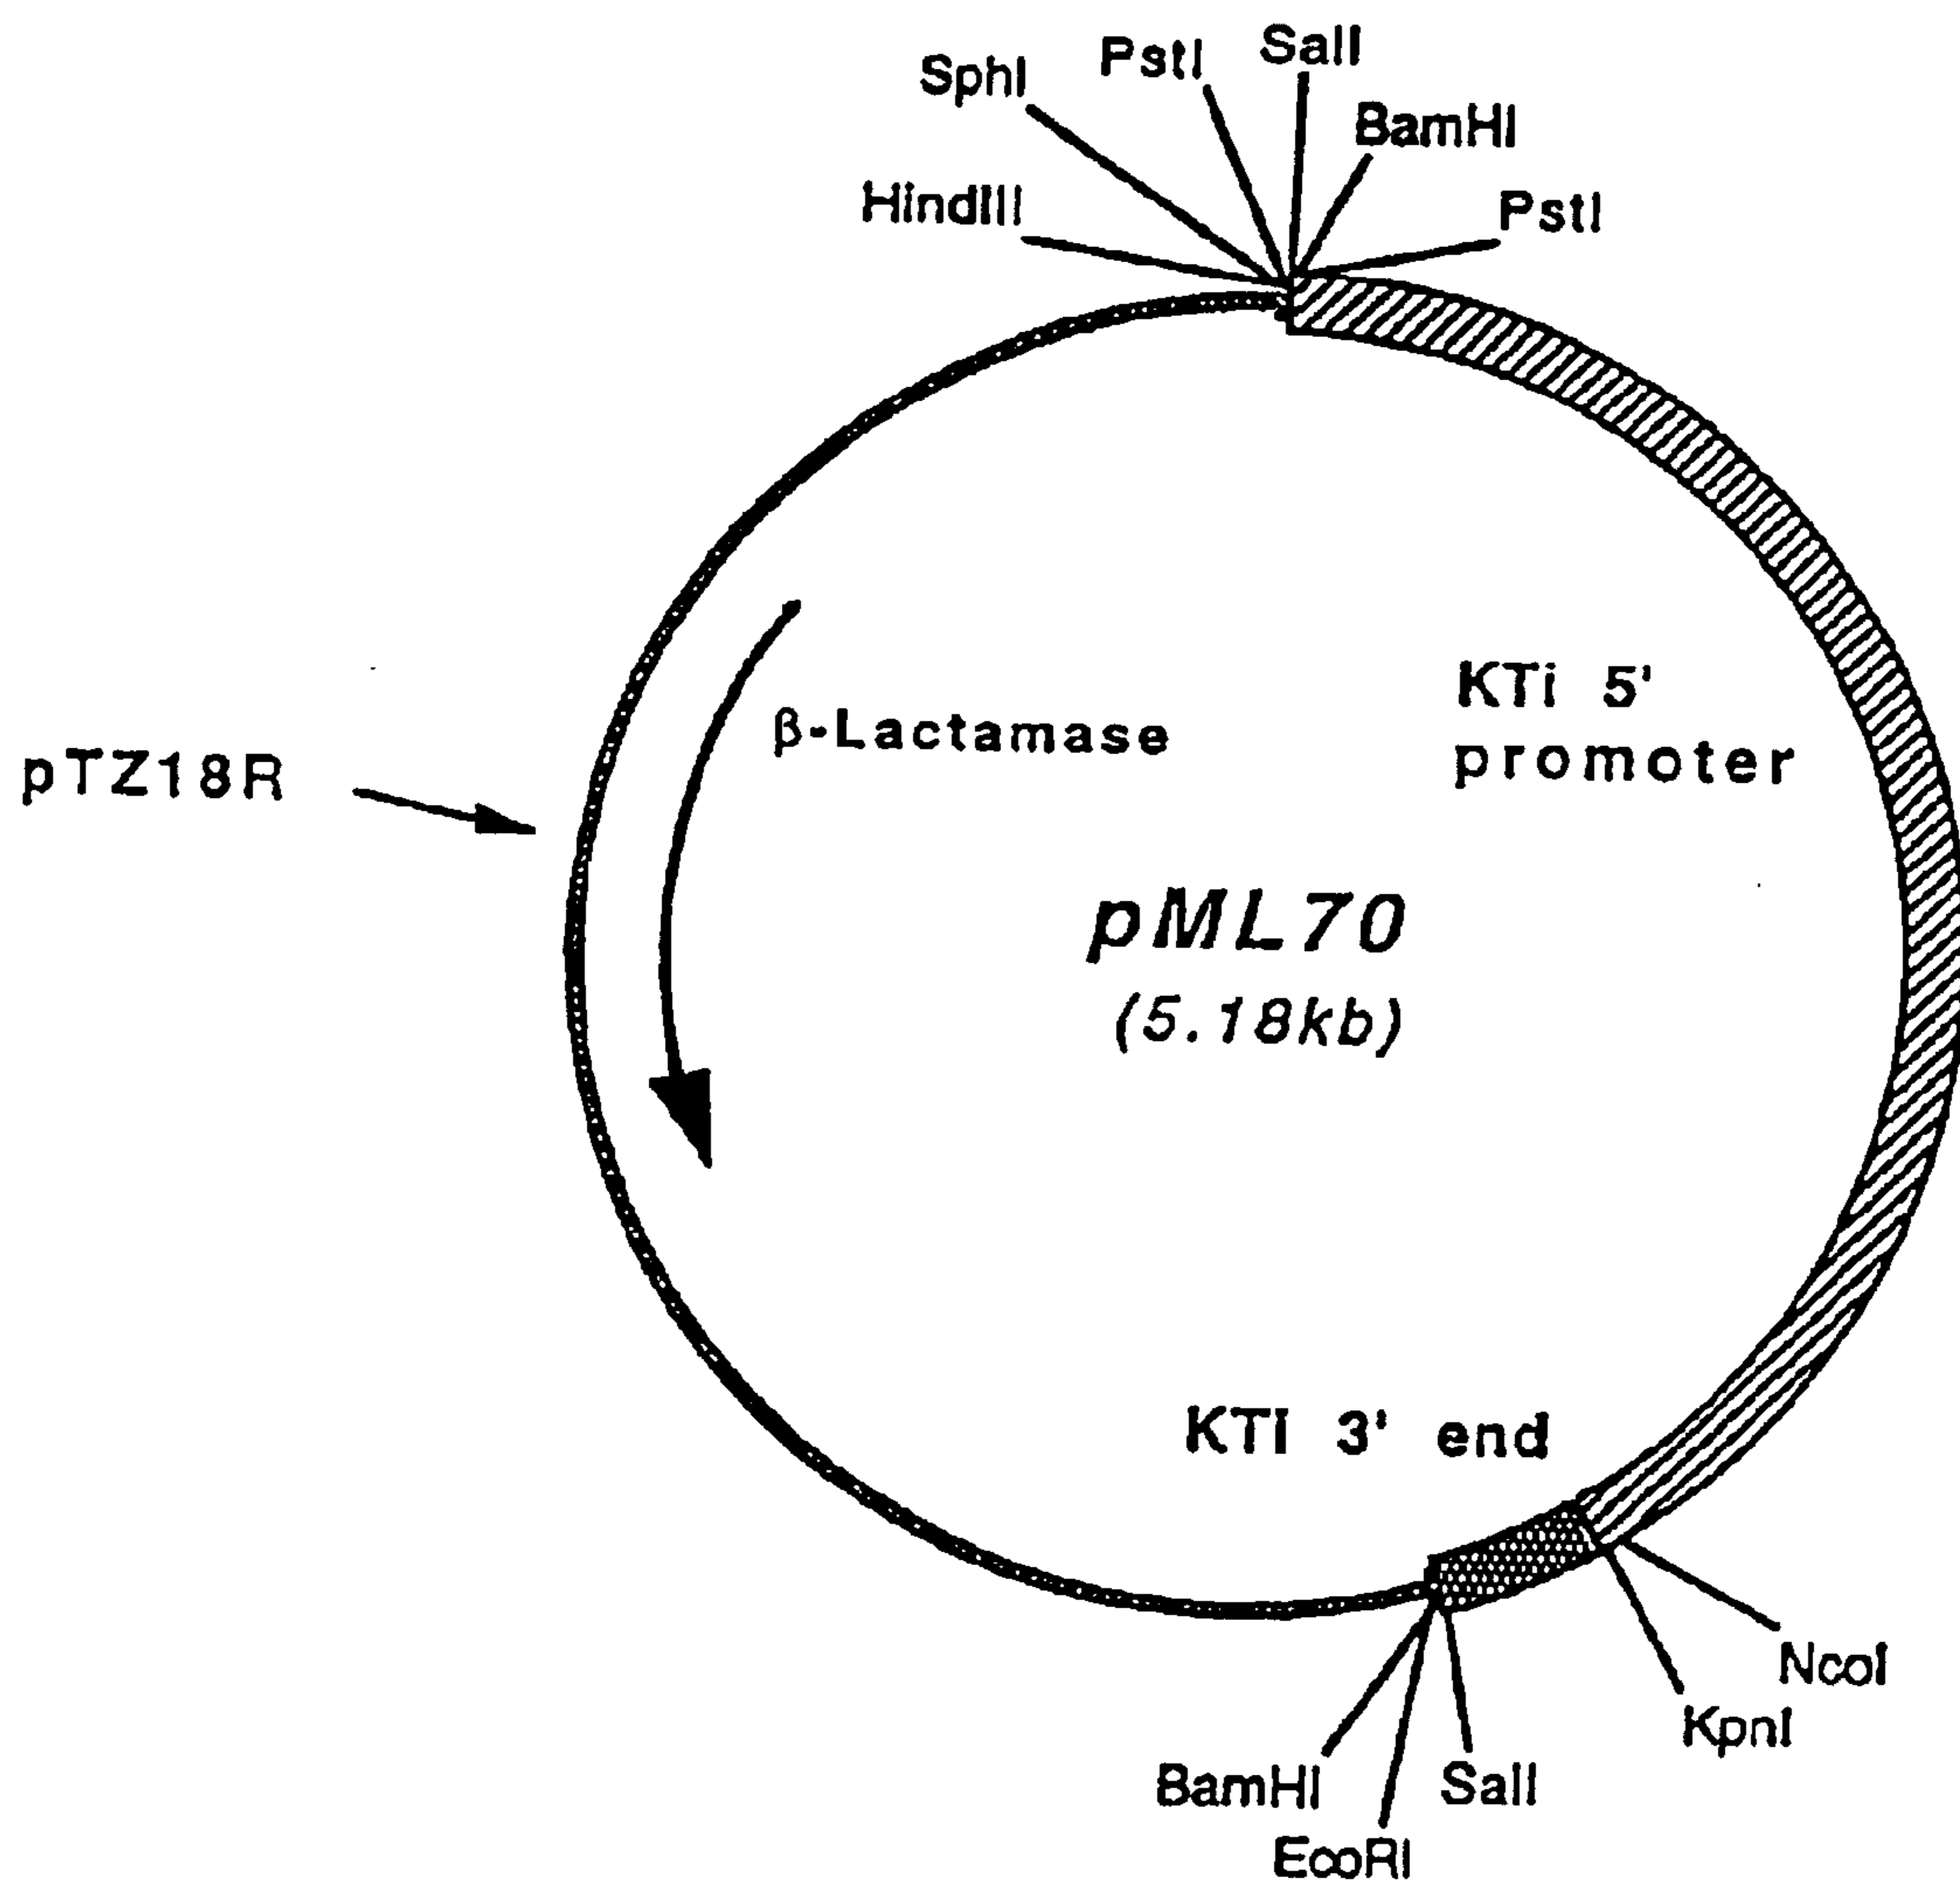 SphI
PstI
SalI
BamHI
HindIII
PstI
KTi 5'
promoter
β-Lactamase
pTZ18R
pML70
(5.18kb)
KTI 3' end
NcoI
KpnI
BamHI
SalI
EcoRI